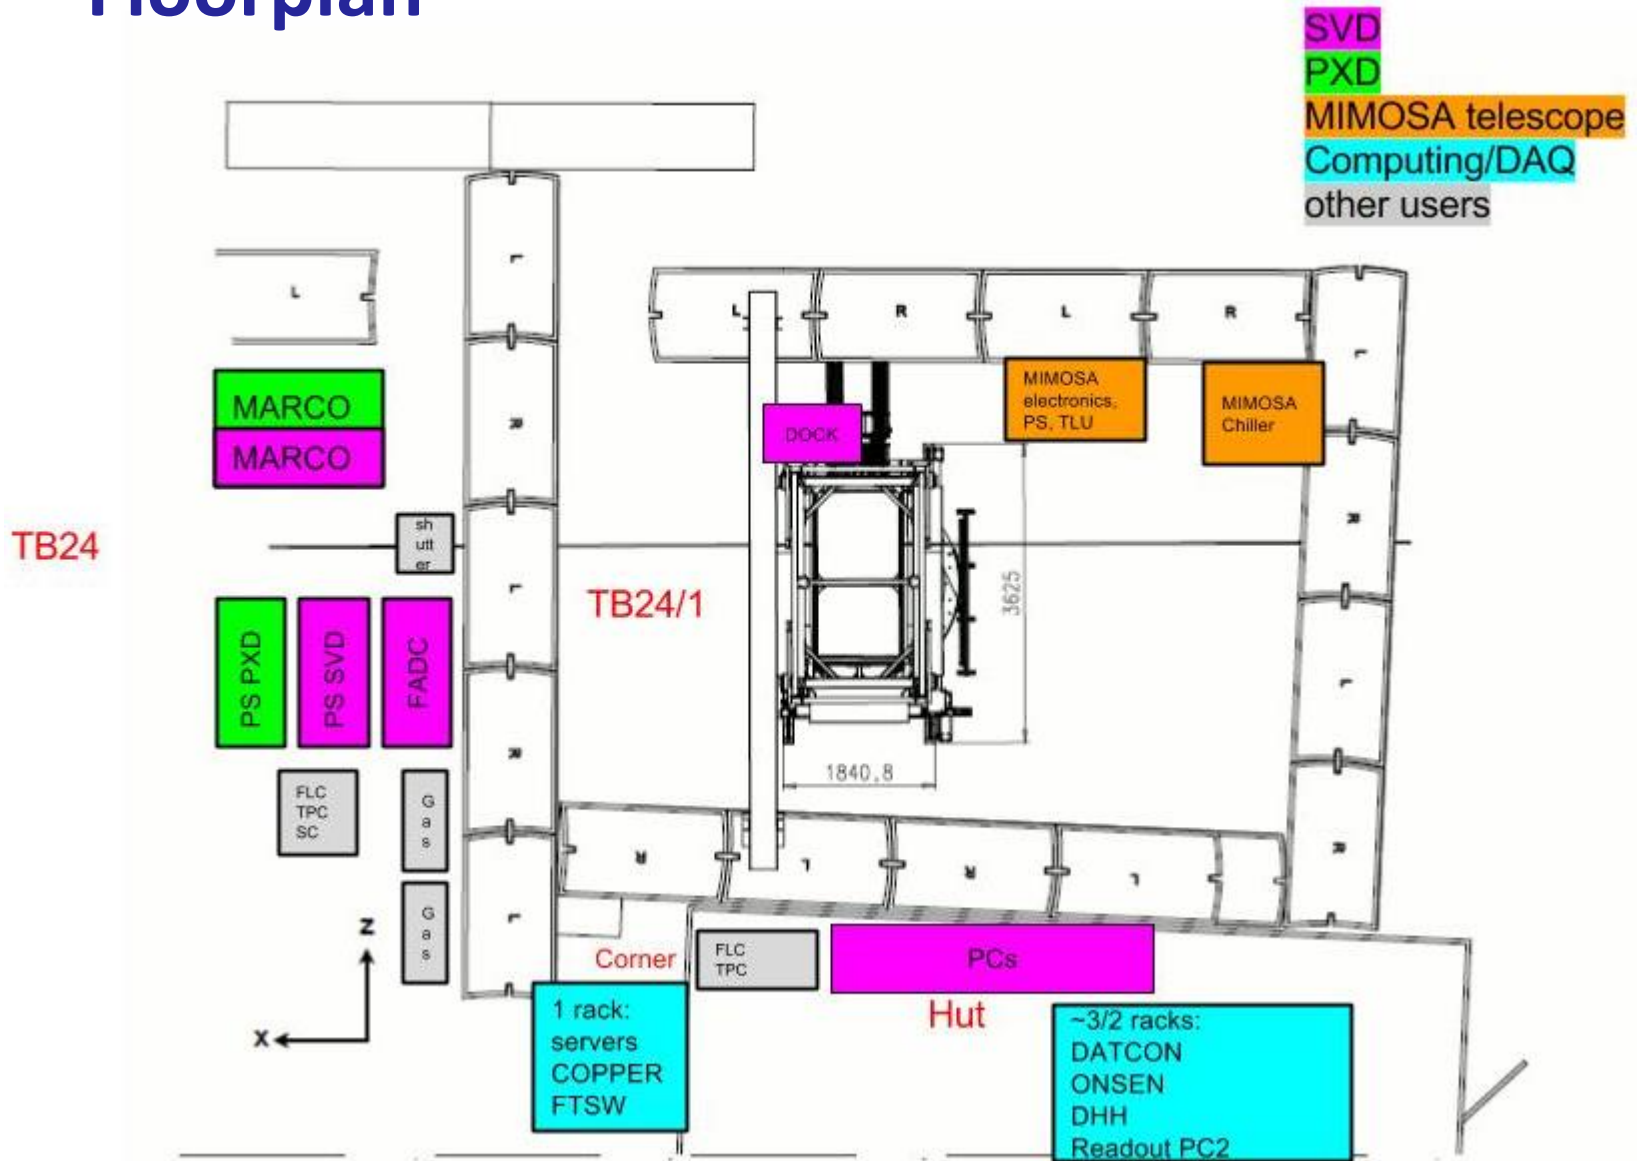 Floorplan
SVD
PXD
MIMOSA telescope
Computing/DAQ
other users
L
L
L
R
L
R
L
MARCO
MARCO
R
DOCK
MIMOSA
electronics,
PS, TLU
MIMOSA
Chiller
R
TB24
sh
utt
er
TB24/1
L
3625
L
PS PXD
PS SVD
FADC
R
1840,8
FLC
TPC
SC
G
a
s
R
L
R
L
R
L
G
a
s
Z
X
Corner
FLC
TPC
PCs
Hut
1 rack:
servers
COPPER
FTSW
~3/2 racks:
DATCON
ONSEN
DHH
Readout PC2